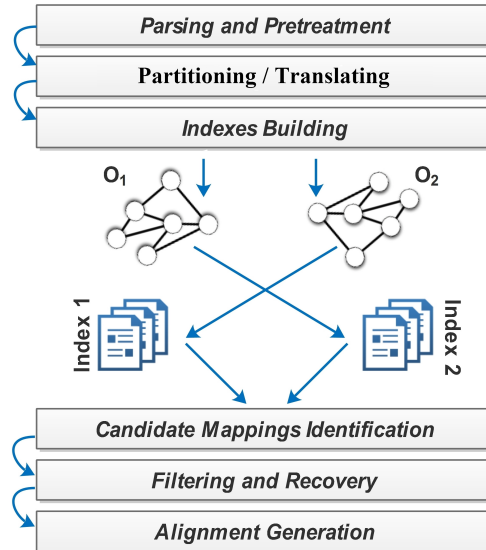 Parsing and Pretreatment
Partitioning / Translating
Indexes Building
O₁
O₂
Index 1
Index 2
Candidate Mappings Identification
Filtering and Recovery
Alignment Generation